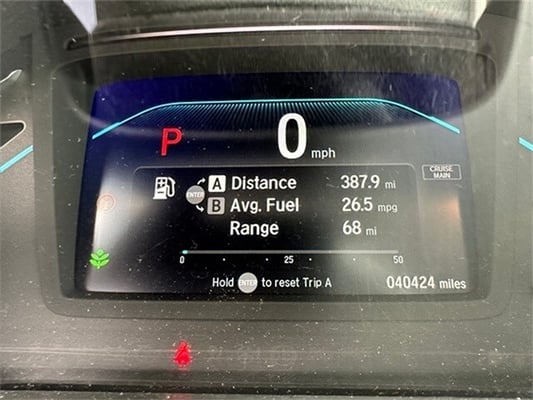 P
0 mph
CRUISE MAIN
A Distance 387.9 mi
ENTER
B Avg. Fuel 26.5 mpg
Range 68 mi
0 25 50
Hold ENTER to reset Trip A 040424 miles